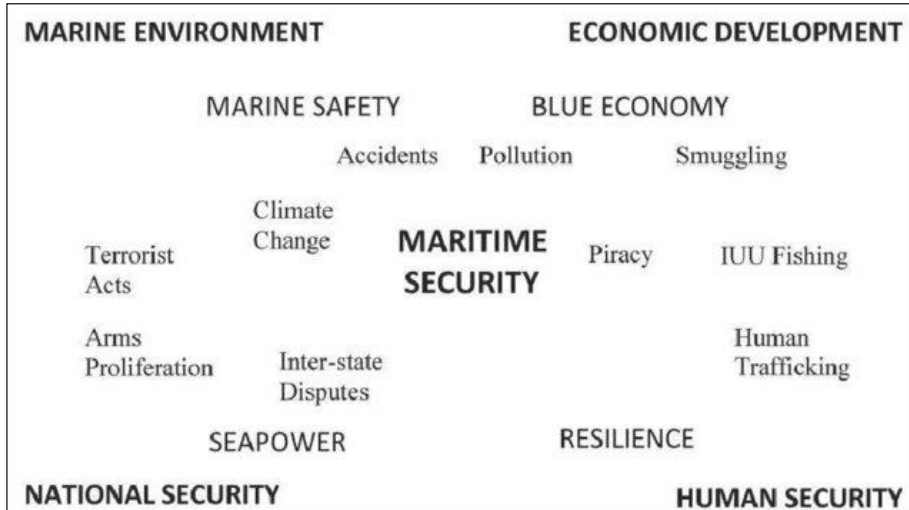 MARINE ENVIRONMENT
ECONOMIC DEVELOPMENT
MARINE SAFETY
BLUE ECONOMY
Accidents
Pollution
Smuggling
Climate
Change
Terrorist
Acts
MARITIME
SECURITY
Piracy
IUU Fishing
Arms
Proliferation
Inter-state
Disputes
Human
Trafficking
SEAPOWER
RESILIENCE
NATIONAL SECURITY
HUMAN SECURITY